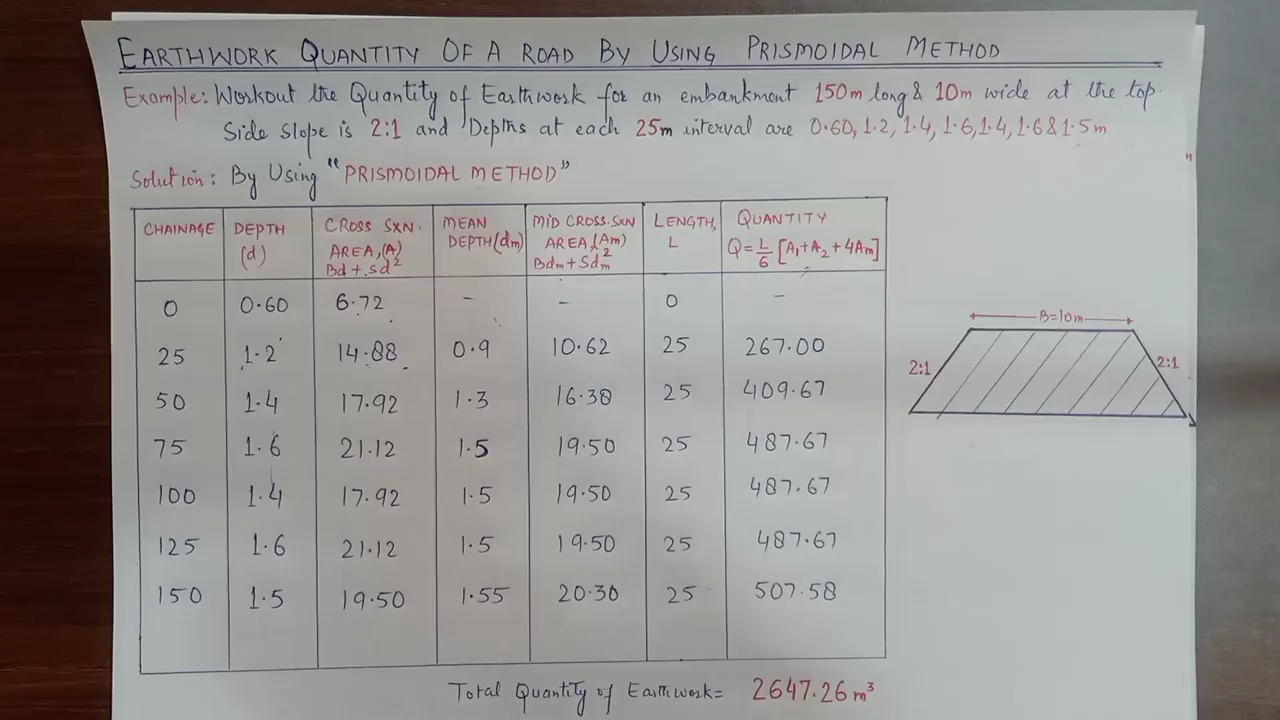 EARTHWORK QUANTITY OF A ROAD BY USING PRISMOIDAL METHOD
Example: Workout the Quantity of Earthwork for an embankment 150m long & 10m wide at the top.
Side slope is 2:1 and Depths at each 25m interval are 0.60, 1.2, 1.4, 1.6, 1.4, 1.6 & 1.5m
Solution: By Using "PRISMOIDAL METHOD"
CHAINAGE DEPTH (d) CROSS SXN. AREA, (A) Bd + Sd² MEAN DEPTH (dm) MID CROSS.SXN AREA, (Am) Bdm + Sdm² LENGTH, L QUANTITY Q = L/6 [A₁ + A₂ + 4Am]
0 0.60 6.72 - - 0 -
25 1.2 14.88 0.9 10.62 25 267.00
50 1.4 17.92 1.3 16.38 25 409.67
75 1.6 21.12 1.5 19.50 25 487.67
100 1.4 17.92 1.5 19.50 25 487.67
125 1.6 21.12 1.5 19.50 25 487.67
150 1.5 19.50 1.55 20.30 25 507.58
Total Quantity of Earthwork = 2647.26 m³
B=10m
2:1
2:1